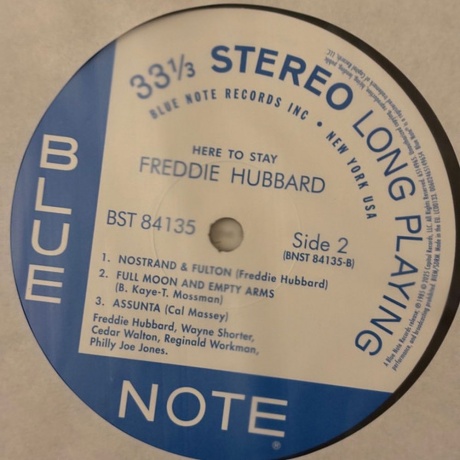 33⅓ STEREO LONG PLAYING
BLUE NOTE RECORDS INC • NEW YORK USA
HERE TO STAY
FREDDIE HUBBARD
BST 84135
Side 2
(BNST 84135-B)
1. NOSTRAND & FULTON (Freddie Hubbard)
2. FULL MOON AND EMPTY ARMS
(B. Kaye-T. Mossman)
3. ASSUNTA (Cal Massey)
Freddie Hubbard, Wayne Shorter,
Cedar Walton, Reginald Workman,
Philly Joe Jones.
BLUE
NOTE
®